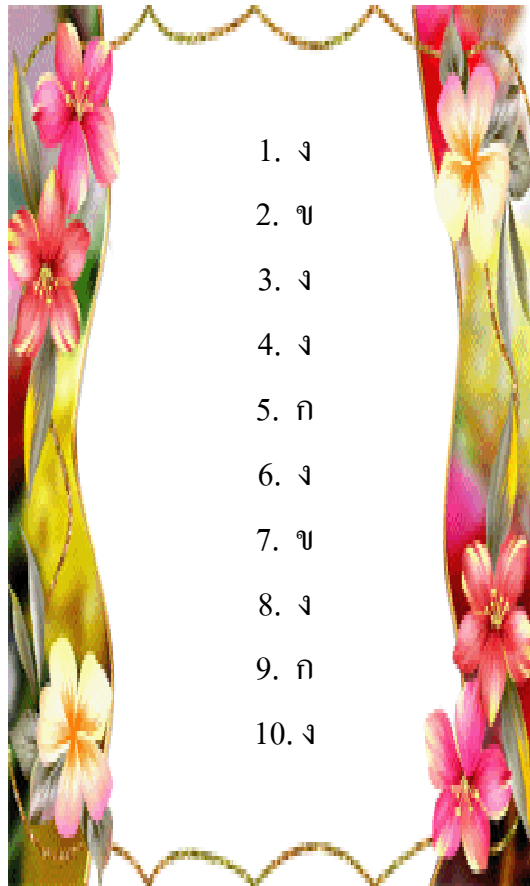 1. ง
2. ข
3. ง
4. ง
5. ก
6. ง
7. ข
8. ง
9. ก
10. ง